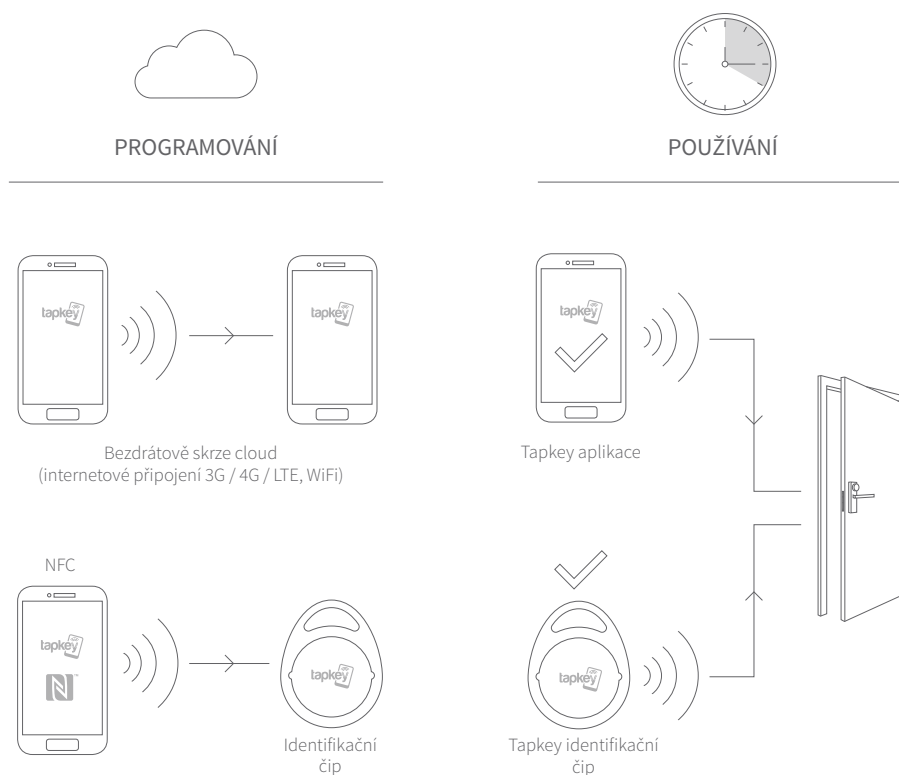 PROGRAMOVÁNÍ
tapkey
tapkey
Bezdrátově skrze cloud
(internetové připojení 3G / 4G / LTE, WiFi)
NFC
tapkey
N™
tapkey
Identifikační
čip
POUŽÍVÁNÍ
tapkey
Tapkey aplikace
tapkey
Tapkey identifikační
čip